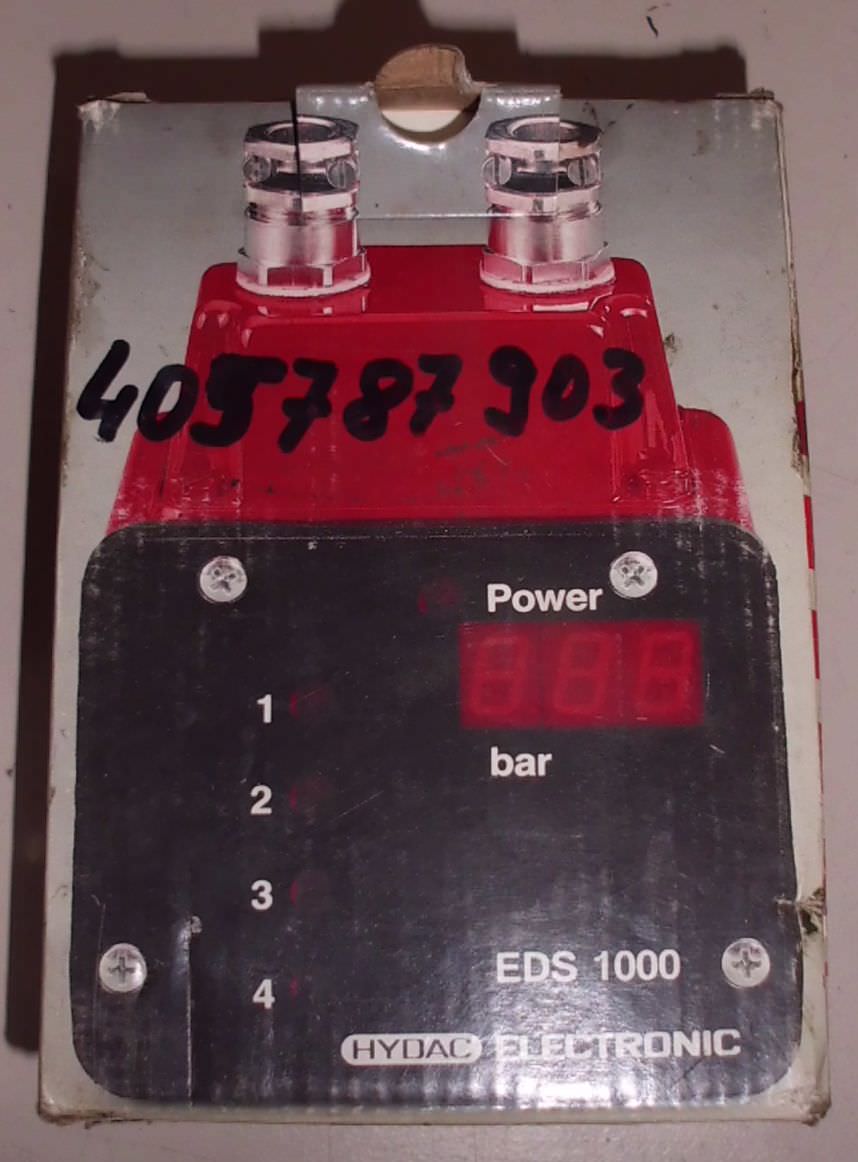 405787903
Power
888
bar
1
2
3
4
EDS 1000
HYDAC ELECTRONIC